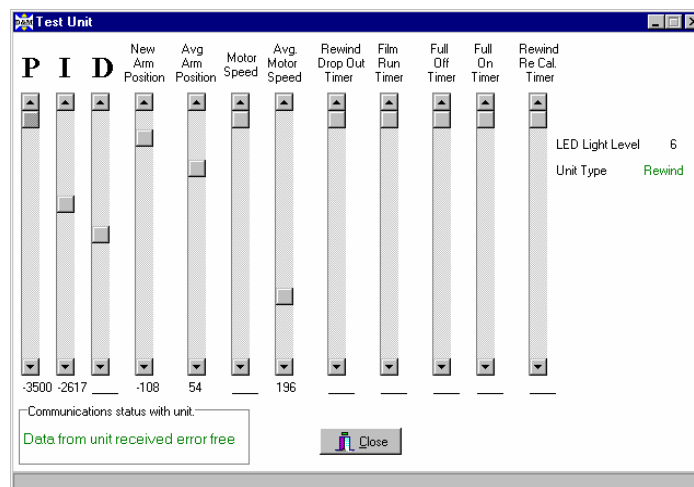 Test Unit
P I D
New Arm Position
Avg Arm Position
Motor Speed
Avg. Motor Speed
Rewind Drop Out Timer
Film Run Timer
Full Off Timer
Full On Timer
Rewind Re Cal. Timer
LED Light Level 6
Unit Type Rewind
-3500 -2617 -108 54 196
Communications status with unit.
Data from unit received error free
Close